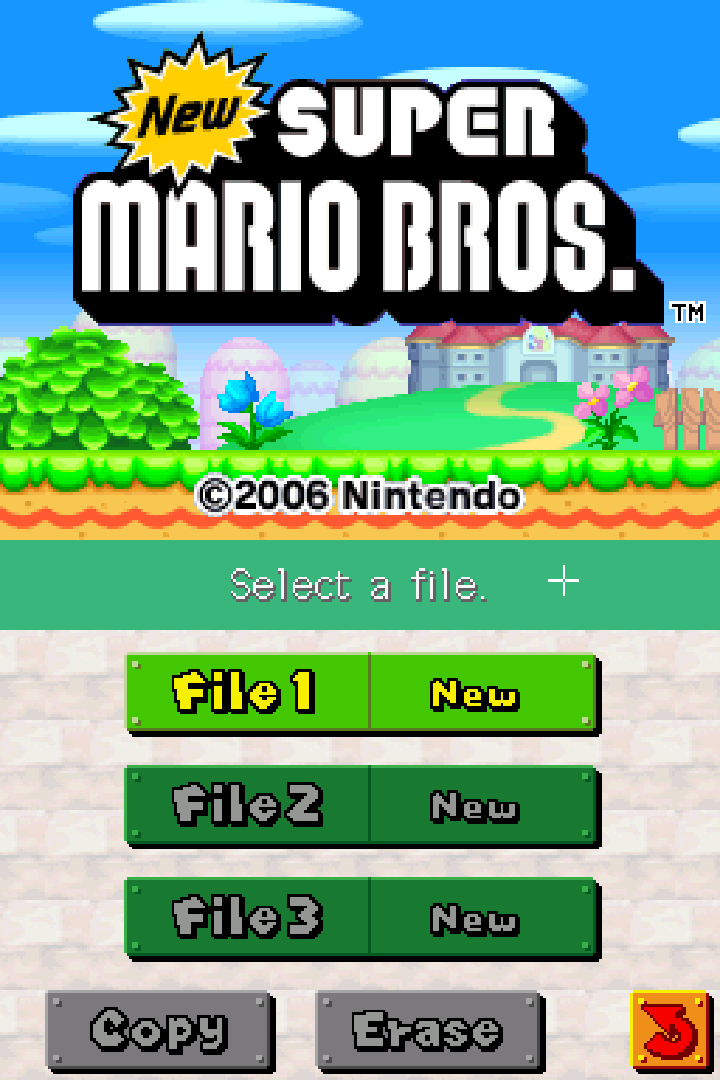 New SUPER
MARIO BROS.
TM
©2006 Nintendo
Select a file.
File 1 New
File 2 New
File 3 New
Copy Erase